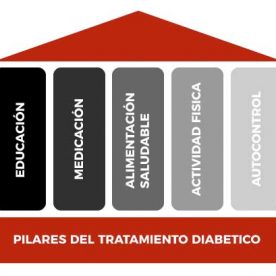 EDUCACIÓN
MEDICACIÓN
ALIMENTACIÓN
SALUDABLE
ACTIVIDAD FISICA
AUTOCONTROL
PILARES DEL TRATAMIENTO DIABETICO